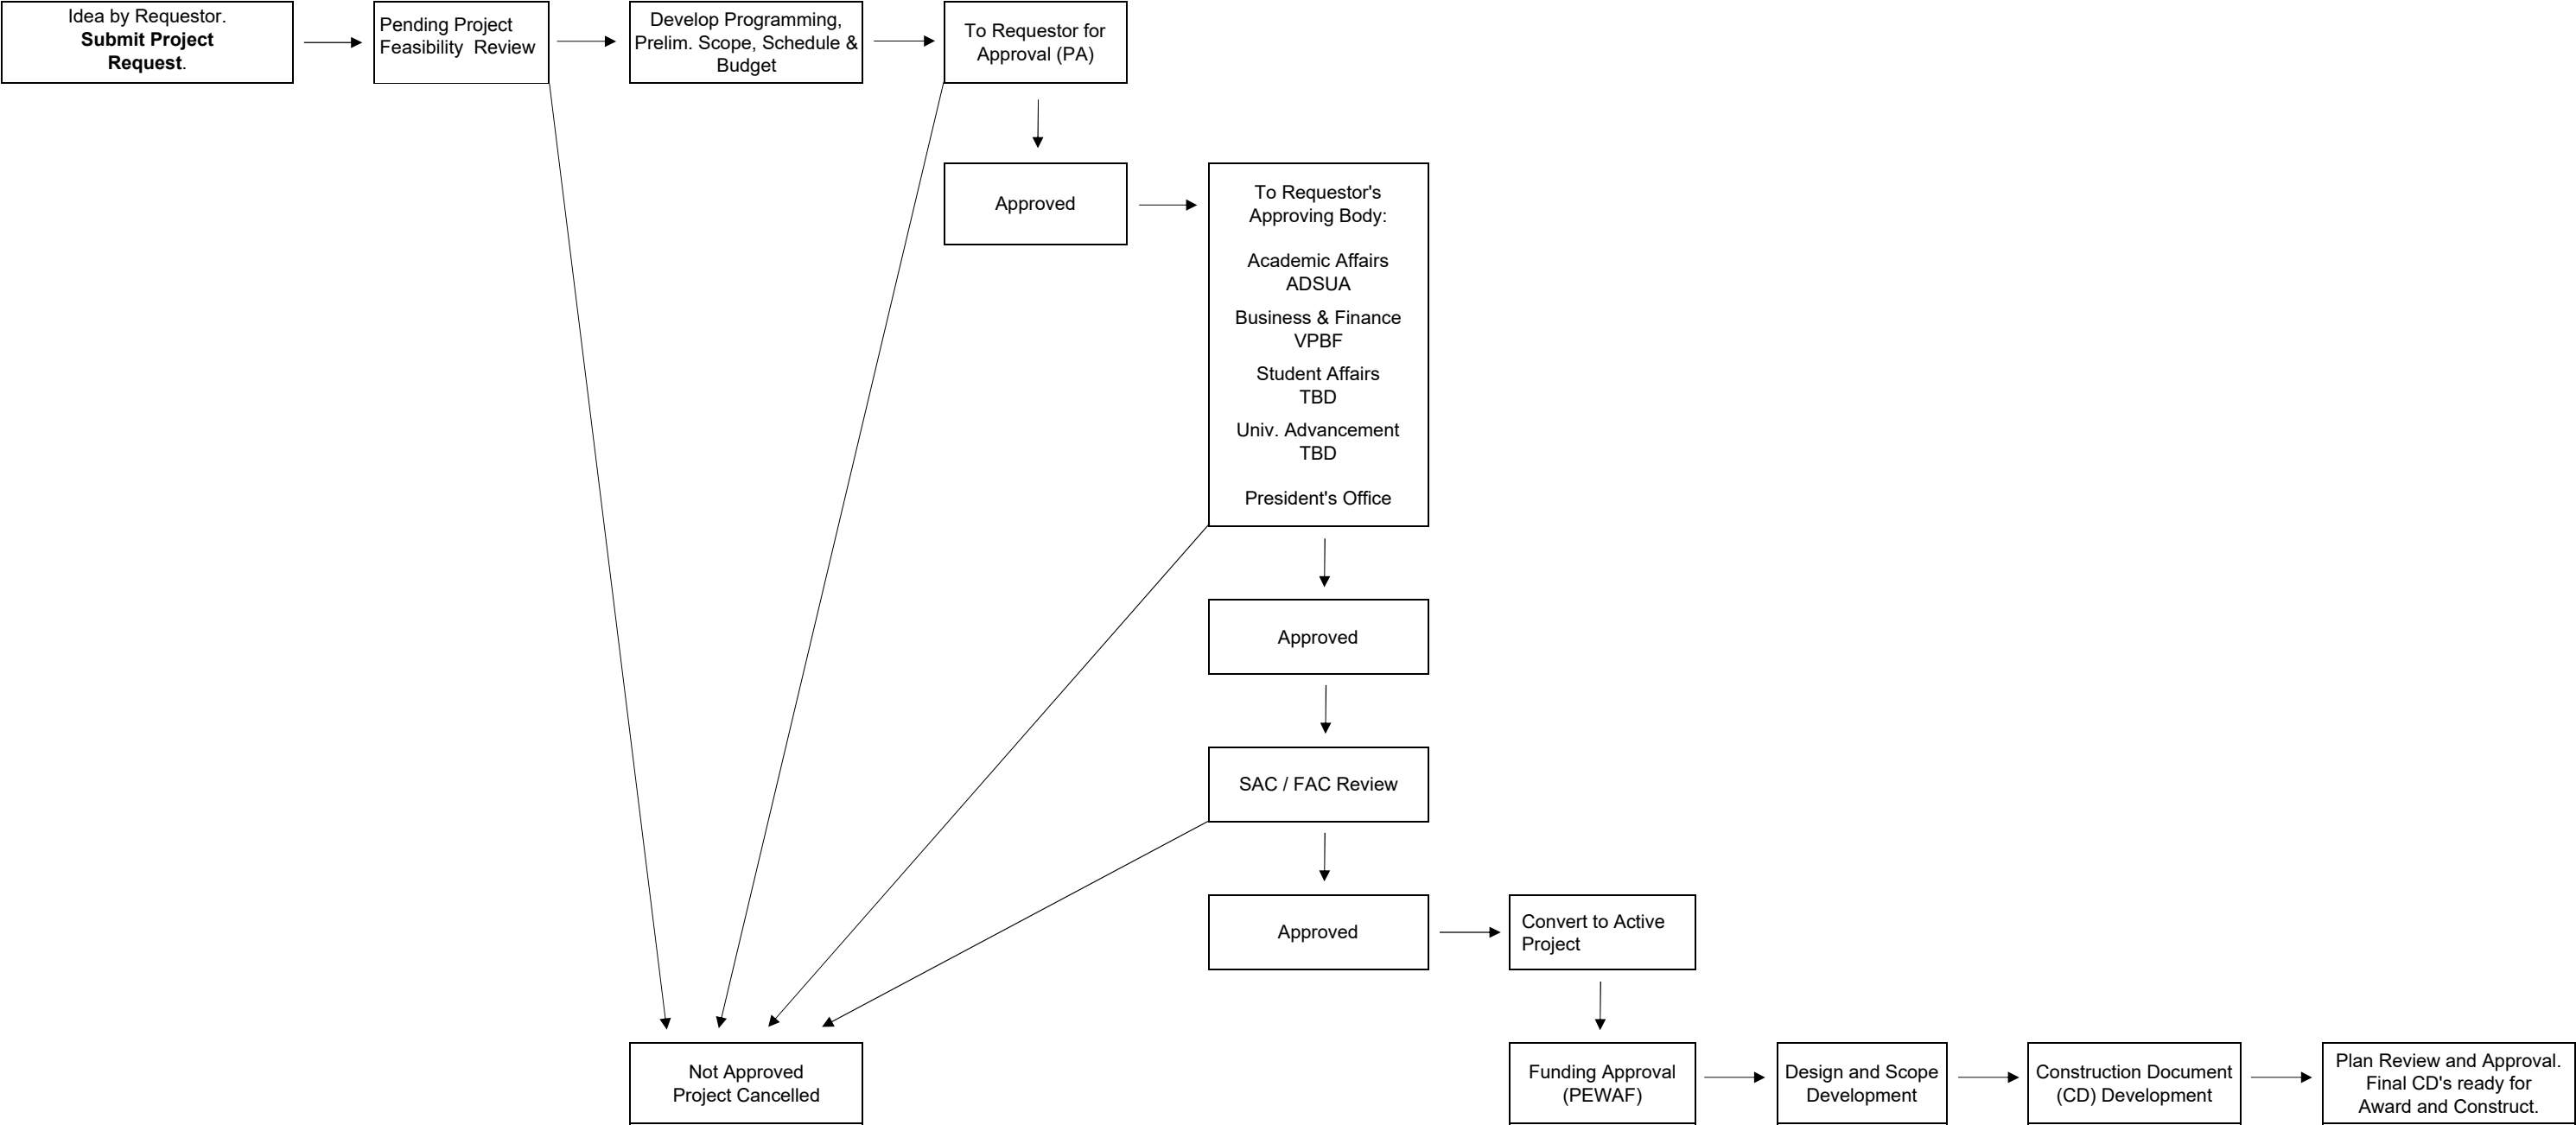 Idea by Requestor.
Submit Project
Request.
Pending Project
Feasibility  Review
Develop Programming,
Prelim. Scope, Schedule &
Budget
To Requestor for
Approval (PA)
Approved
To Requestor's
Approving Body:
Academic Affairs
ADSUA
Business & Finance
VPBF
Student Affairs
TBD
Univ. Advancement
TBD
President's Office
Approved
SAC / FAC Review
Approved
Convert to Active
Project
Not Approved
Project Cancelled
Funding Approval
(PEWAF)
Design and Scope
Development
Construction Document
(CD) Development
Plan Review and Approval.
Final CD's ready for
Award and Construct.